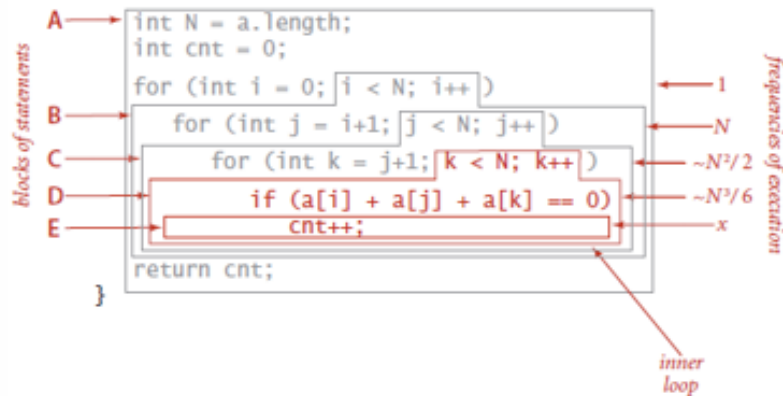 A
int N = a.length;
int cnt = 0;
for (int i = 0; i < N; i++)
1
B
for (int j = i+1; j < N; j++)
N
C
for (int k = j+1; k < N; k++)
~N²/2
D
if (a[i] + a[j] + a[k] == 0)
~N³/6
E
cnt++;
x
return cnt;
}
blocks of statements
frequencies of execution
inner
loop